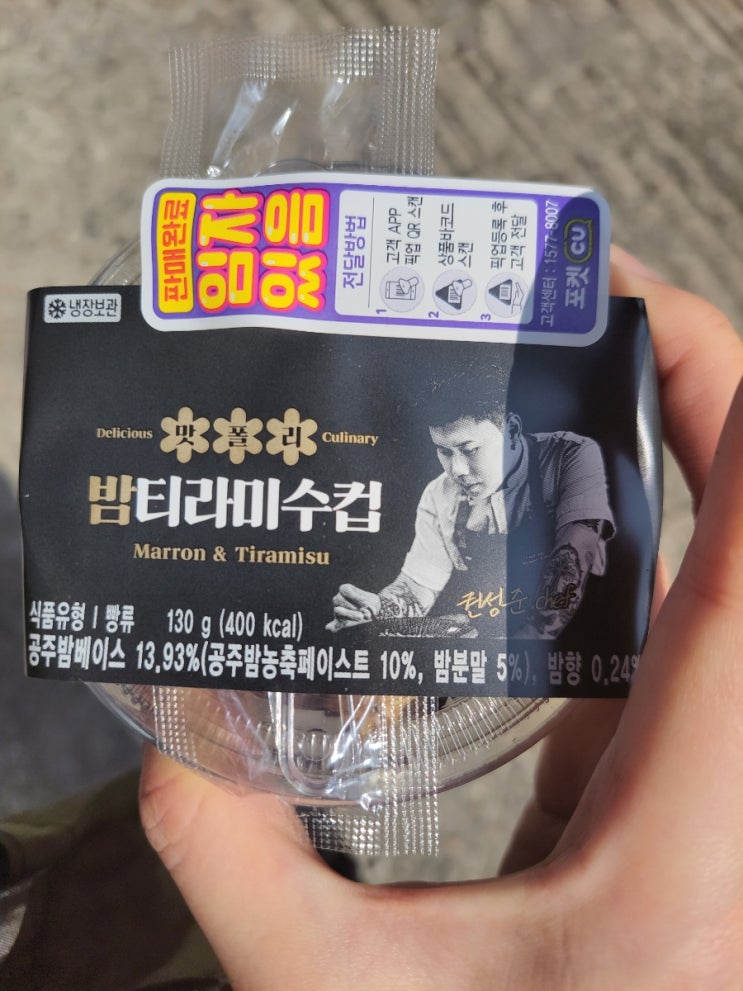 판매완료
임자
있음
전달방법
1
고객 APP
픽업 QR 스캔
2
상품바코드
스캔
3
픽업등록 후
고객 전달
고객센터 : 1577-8007
포켓 CU
냉장보관
Delicious 맛폴리 Culinary
밤티라미수컵
Marron & Tiramisu
권성준 chef
식품유형 | 빵류 130 g (400 kcal)
공주밤베이스 13.93%(공주밤농축페이스트 10%, 밤분말 5%), 밤향 0.24%